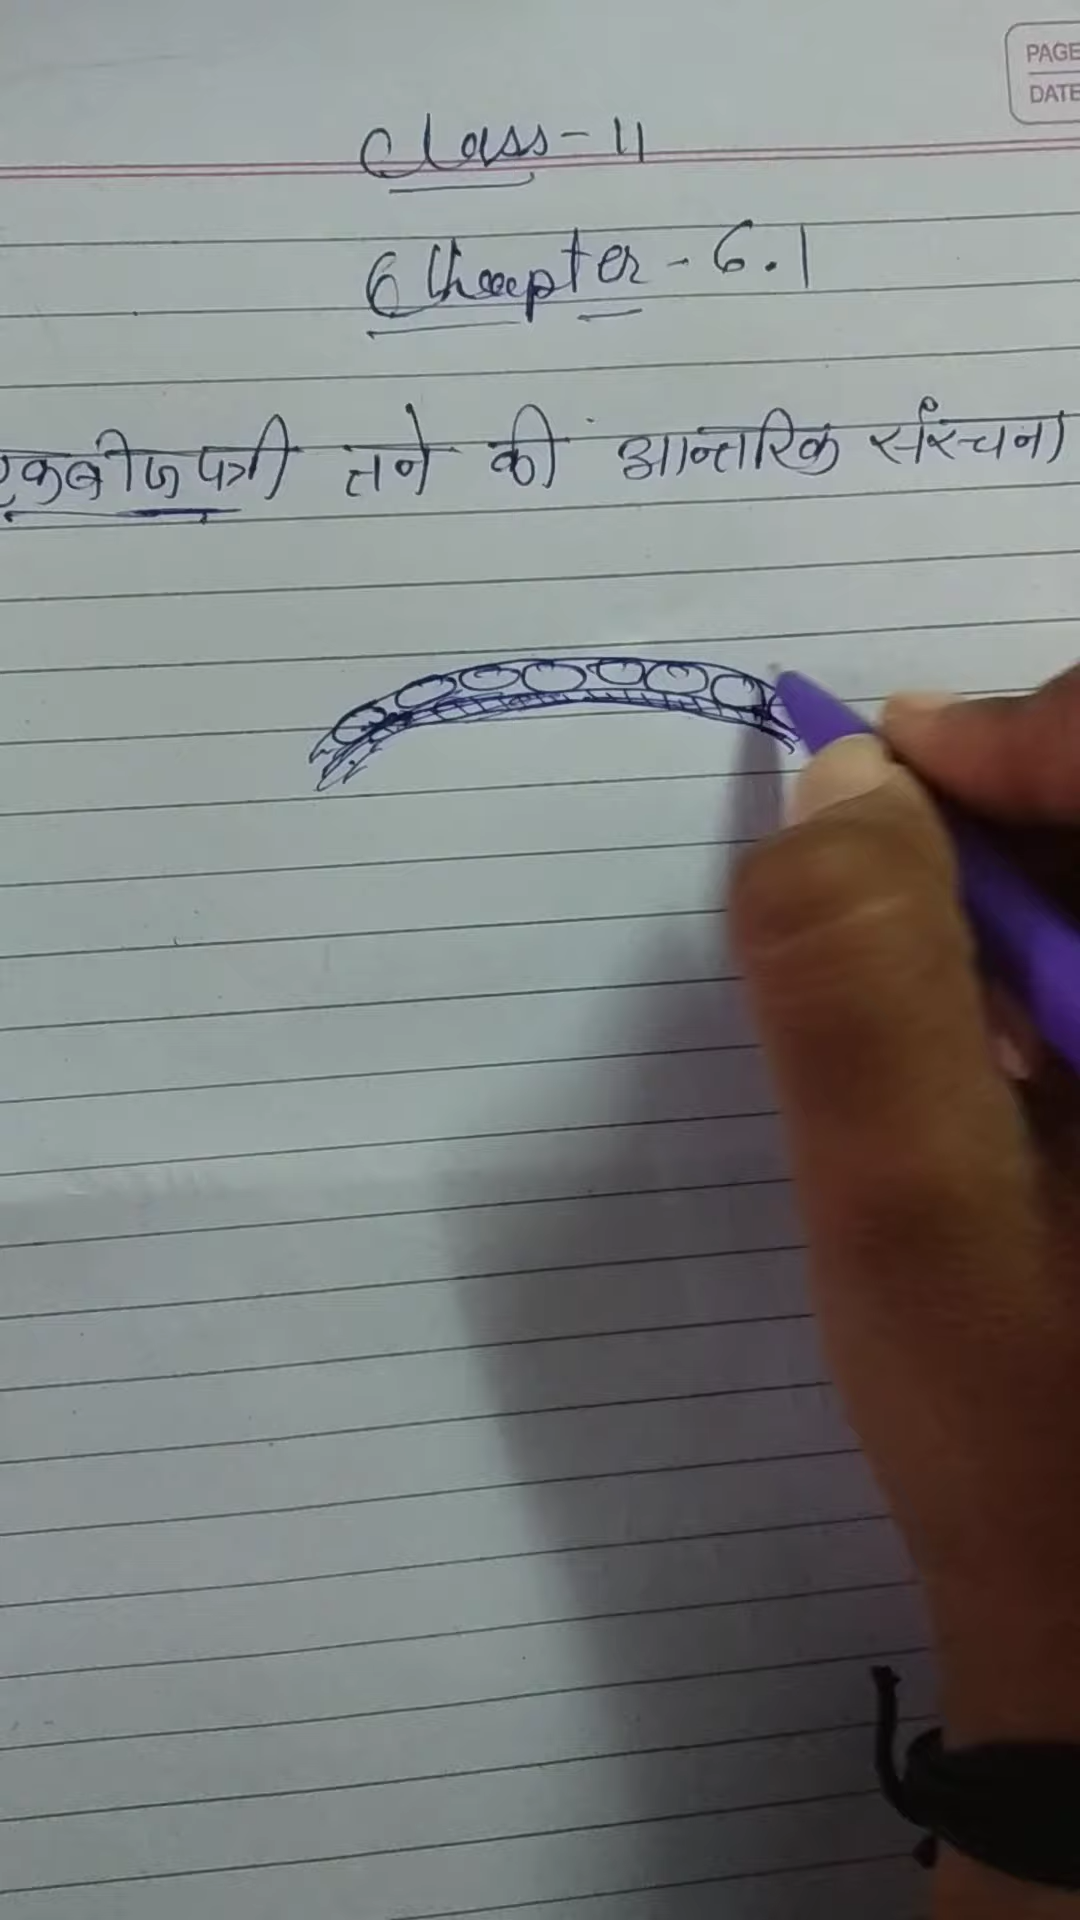 PAGE
DATE
Class - 11
Chapter - 6.1
एकबीजपत्री तने की आन्तरिक संरचना